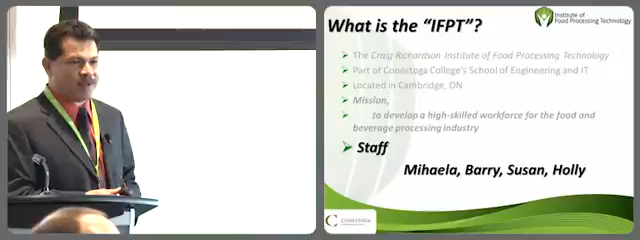 What is the “IFPT”?
Institute of
Food Processing Technology
The Craig Richardson Institute of Food Processing Technology
Part of Conestoga College's School of Engineering and IT
Located in Cambridge, ON
Mission,
to develop a high-skilled workforce for the food and
beverage processing industry
Staff
Mihaela, Barry, Susan, Holly
CONESTOGA